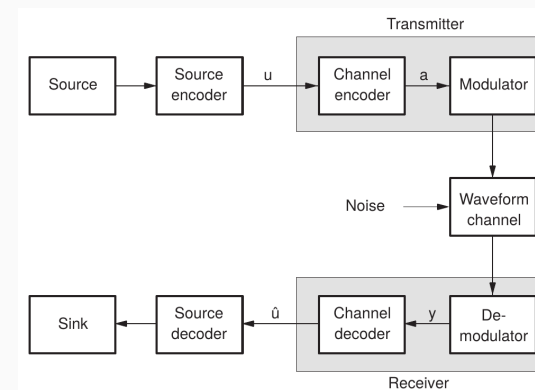 Transmitter
Source
Source
encoder
u
Channel
encoder
a
Modulator
Noise
Waveform
channel
Sink
Source
decoder
û
Channel
decoder
y
De-
modulator
Receiver